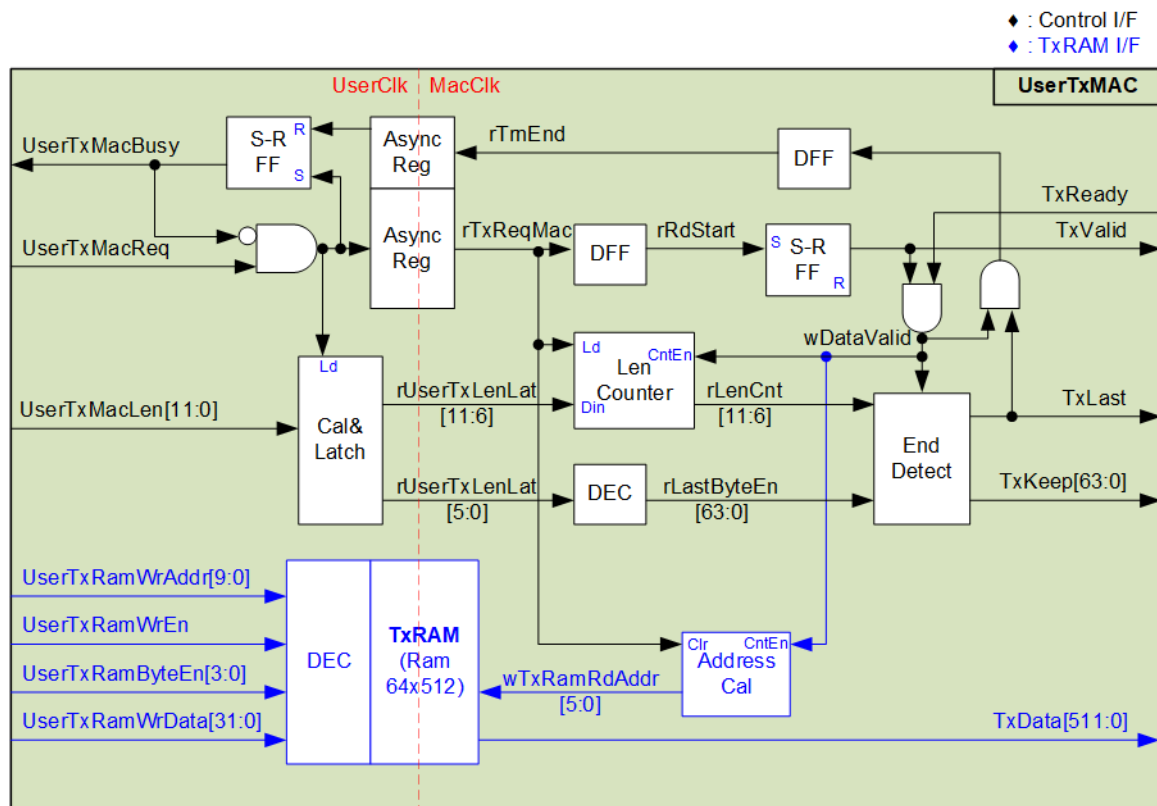 ♦ : Control I/F
♦ : TxRAM I/F
UserClk
MacClk
UserTxMAC
UserTxMacBusy
S-R
FF
R
S
Async
Reg
rTrnEnd
DFF
TxReady
UserTxMacReq
Async
Reg
rTxReqMac
DFF
rRdStart
S
S-R
FF
R
TxValid
wDataValid
Ld
Cal&
Latch
UserTxMacLen[11:0]
rUserTxLenLat
[11:6]
Ld
CntEn
Len
Counter
Din
rLenCnt
[11:6]
End
Detect
TxLast
rUserTxLenLat
[5:0]
DEC
rLastByteEn
[63:0]
TxKeep[63:0]
UserTxRamWrAddr[9:0]
UserTxRamWrEn
UserTxRamByteEn[3:0]
UserTxRamWrData[31:0]
DEC
TxRAM
(Ram
64x512)
wTxRamRdAddr
[5:0]
Clr
CntEn
Address
Cal
TxData[511:0]